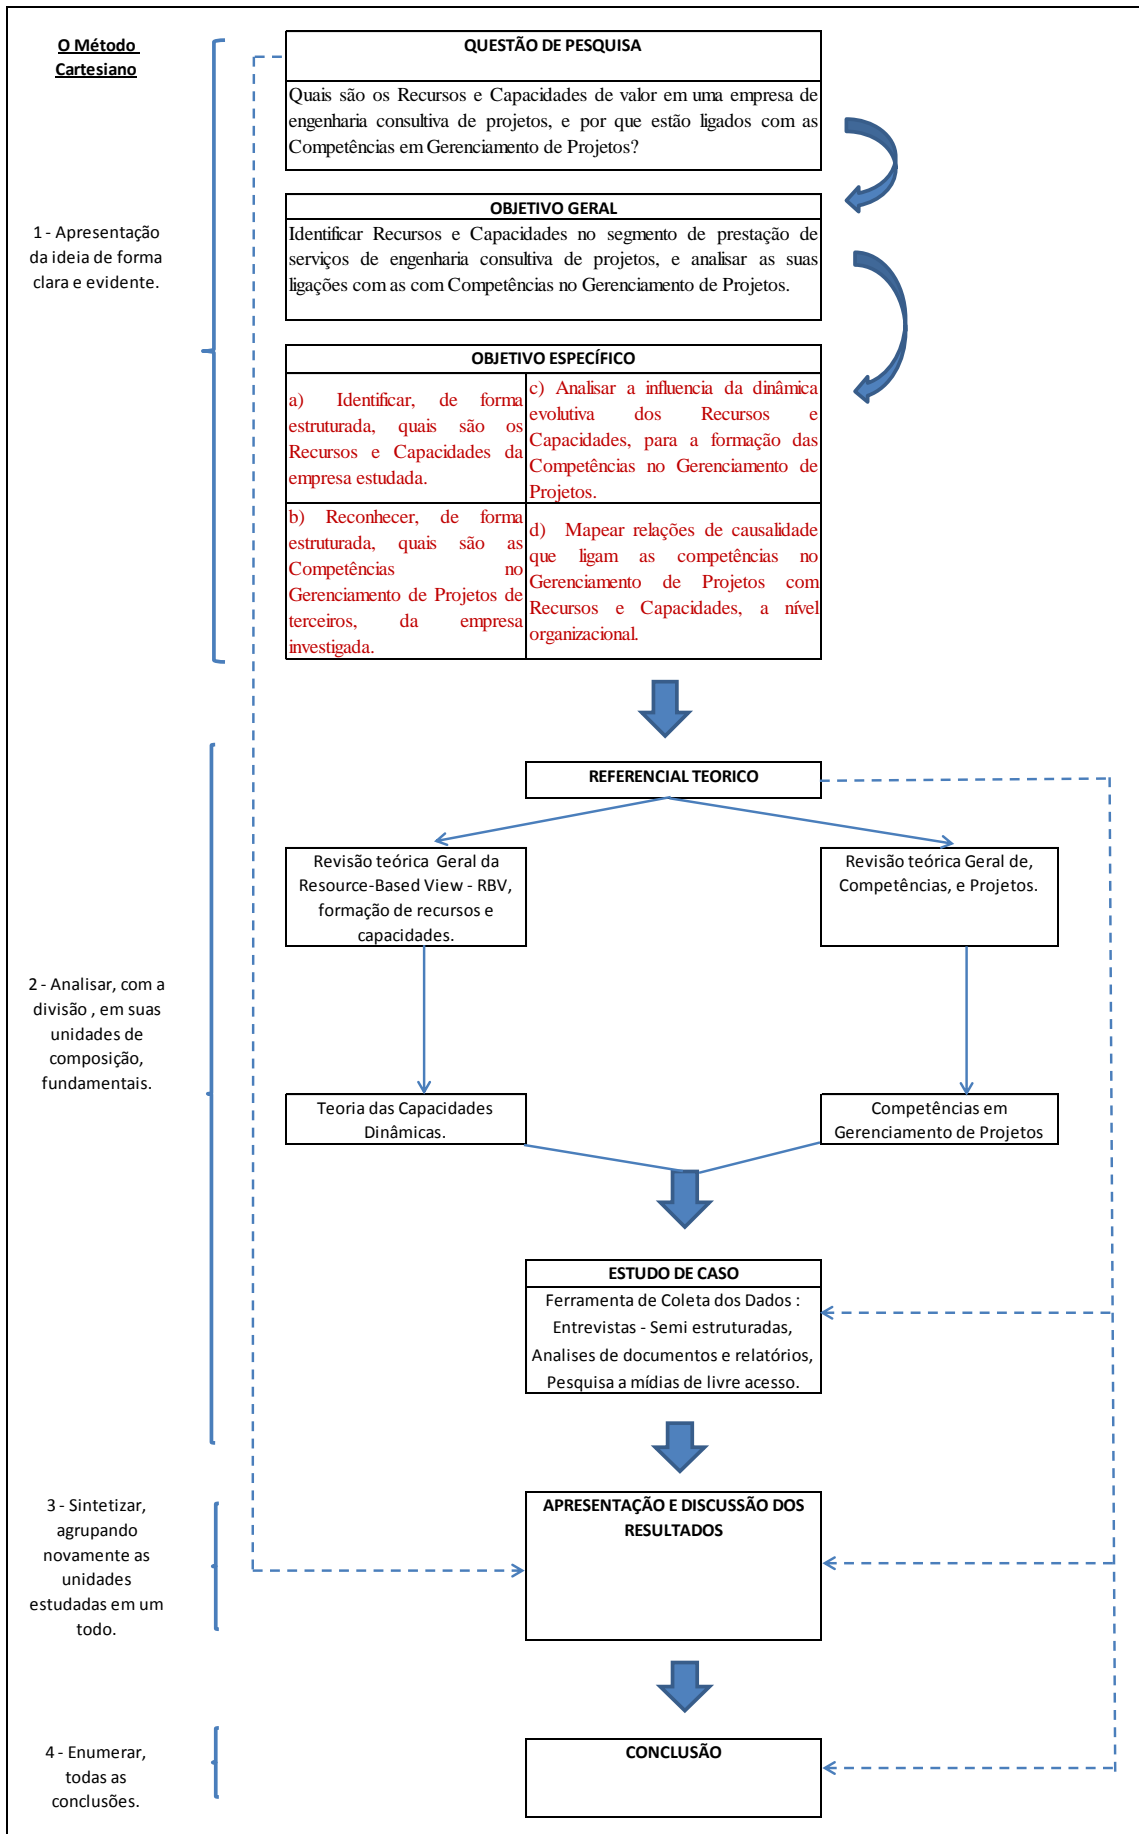 O Método
Cartesiano
QUESTÃO DE PESQUISA
Quais são os Recursos e Capacidades de valor em uma empresa de
engenharia consultiva de projetos, e por que estão ligados com as
Competências em Gerenciamento de Projetos?
1 - Apresentação
da ideia de forma
clara e evidente.
OBJETIVO GERAL
Identificar Recursos e Capacidades no segmento de prestação de
serviços de engenharia consultiva de projetos, e analisar as suas
ligações com as com Competências no Gerenciamento de Projetos.
OBJETIVO ESPECÍFICO
a) Identificar, de forma
estruturada, quais são os
Recursos e Capacidades da
empresa estudada.
c) Analisar a influencia da dinâmica
evolutiva dos Recursos e
Capacidades, para a formação das
Competências no Gerenciamento de
Projetos.
b) Reconhecer, de forma
estruturada, quais são as
Competências no
Gerenciamento de Projetos de
terceiros, da empresa
investigada.
d) Mapear relações de causalidade
que ligam as competências no
Gerenciamento de Projetos com
Recursos e Capacidades, a nível
organizacional.
REFERENCIAL TEORICO
Revisão teórica Geral da
Resource-Based View - RBV,
formação de recursos e
capacidades.
Revisão teórica Geral de,
Competências, e Projetos.
2 - Analisar, com a
divisão , em suas
unidades de
composição,
fundamentais.
Teoria das Capacidades
Dinâmicas.
Competências em
Gerenciamento de Projetos
ESTUDO DE CASO
Ferramenta de Coleta dos Dados :
Entrevistas - Semi estruturadas,
Analises de documentos e relatórios,
Pesquisa a mídias de livre acesso.
3 - Sintetizar,
agrupando
novamente as
unidades
estudadas em um
todo.
APRESENTAÇÃO E DISCUSSÃO DOS
RESULTADOS
4 - Enumerar,
todas as
conclusões.
CONCLUSÃO